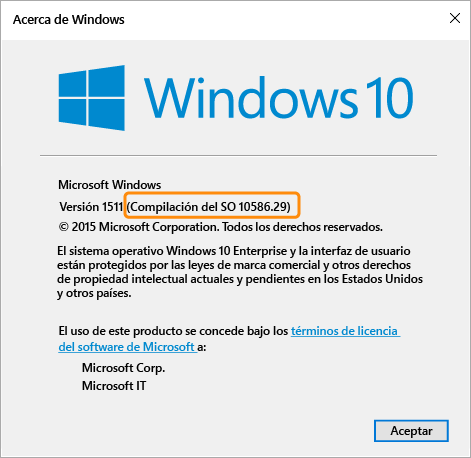 Acerca de Windows
Windows 10
Microsoft Windows
Versión 1511 (Compilación del SO 10586.29)
© 2015 Microsoft Corporation. Todos los derechos reservados.
El sistema operativo Windows 10 Enterprise y la interfaz de usuario
están protegidos por las leyes de marca comercial y otros derechos
de propiedad intelectual actuales y pendientes en los Estados Unidos
y otros países.
El uso de este producto se concede bajo los términos de licencia
del software de Microsoft a:
Microsoft Corp.
Microsoft IT
Aceptar